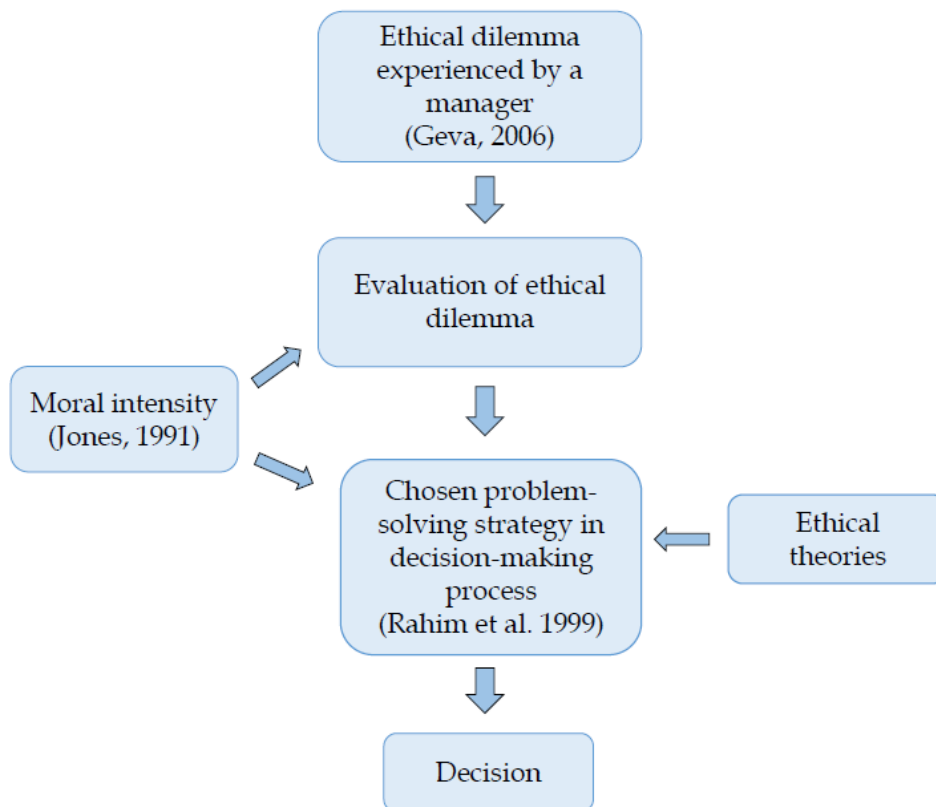 Ethical dilemma
experienced by a
manager
(Geva, 2006)
Evaluation of ethical
dilemma
Moral intensity
(Jones, 1991)
Chosen problem-
solving strategy in
decision-making
process
(Rahim et al. 1999)
Ethical
theories
Decision